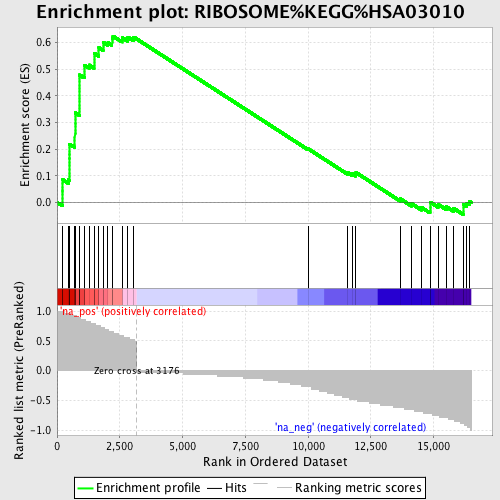 Enrichment plot: RIBOSOME%KEGG%HSA03010
Enrichment score (ES)
0.6
0.5
0.4
0.3
0.2
0.1
0.0
'na_pos' (positively correlated)
Ranking metric scores
Ranked list metric (PreRanked)
1.0
0.5
0.0
-0.5
-1.0
Zero cross at 3176
'na_neg' (negatively correlated)
0
2,500
5,000
7,500
10,000
12,500
15,000
Rank in Ordered Dataset
Enrichment profile
Hits
Ranking metric scores